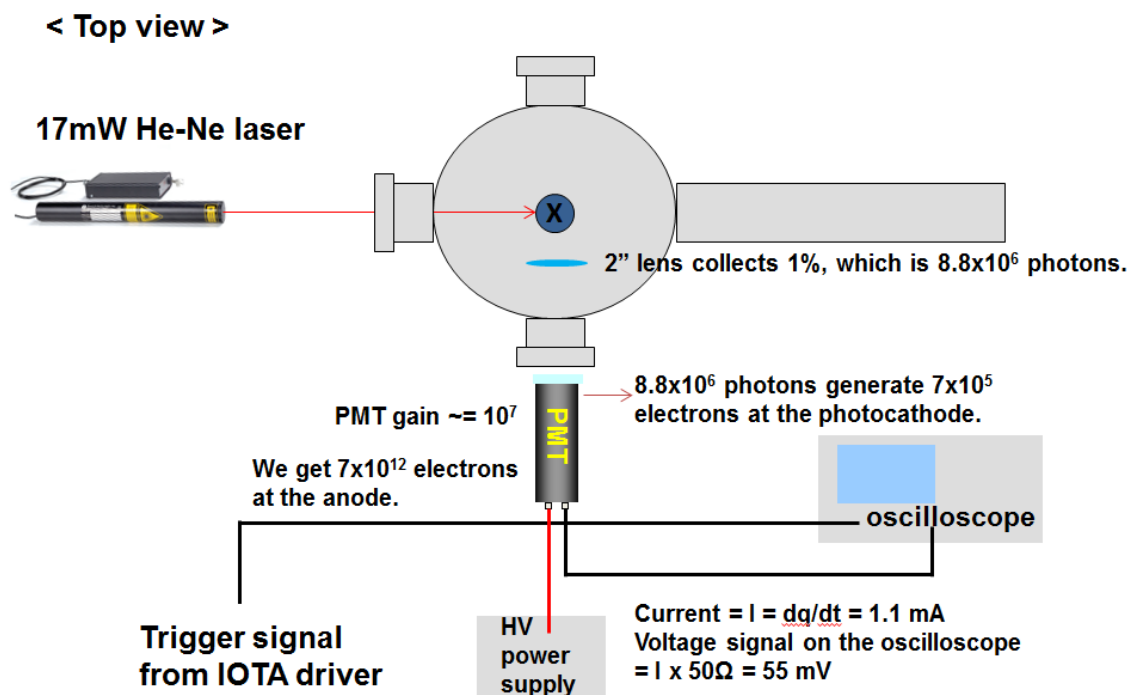 < Top view >
17mW He-Ne laser
X
2” lens collects 1%, which is 8.8x10⁶ photons.
8.8x10⁶ photons generate 7x10⁵
electrons at the photocathode.
PMT gain ~= 10⁷
PMT
We get 7x10¹² electrons
at the anode.
oscilloscope
Trigger signal
from IOTA driver
HV
power
supply
Current = I = dq/dt = 1.1 mA
Voltage signal on the oscilloscope
= I x 50Ω = 55 mV